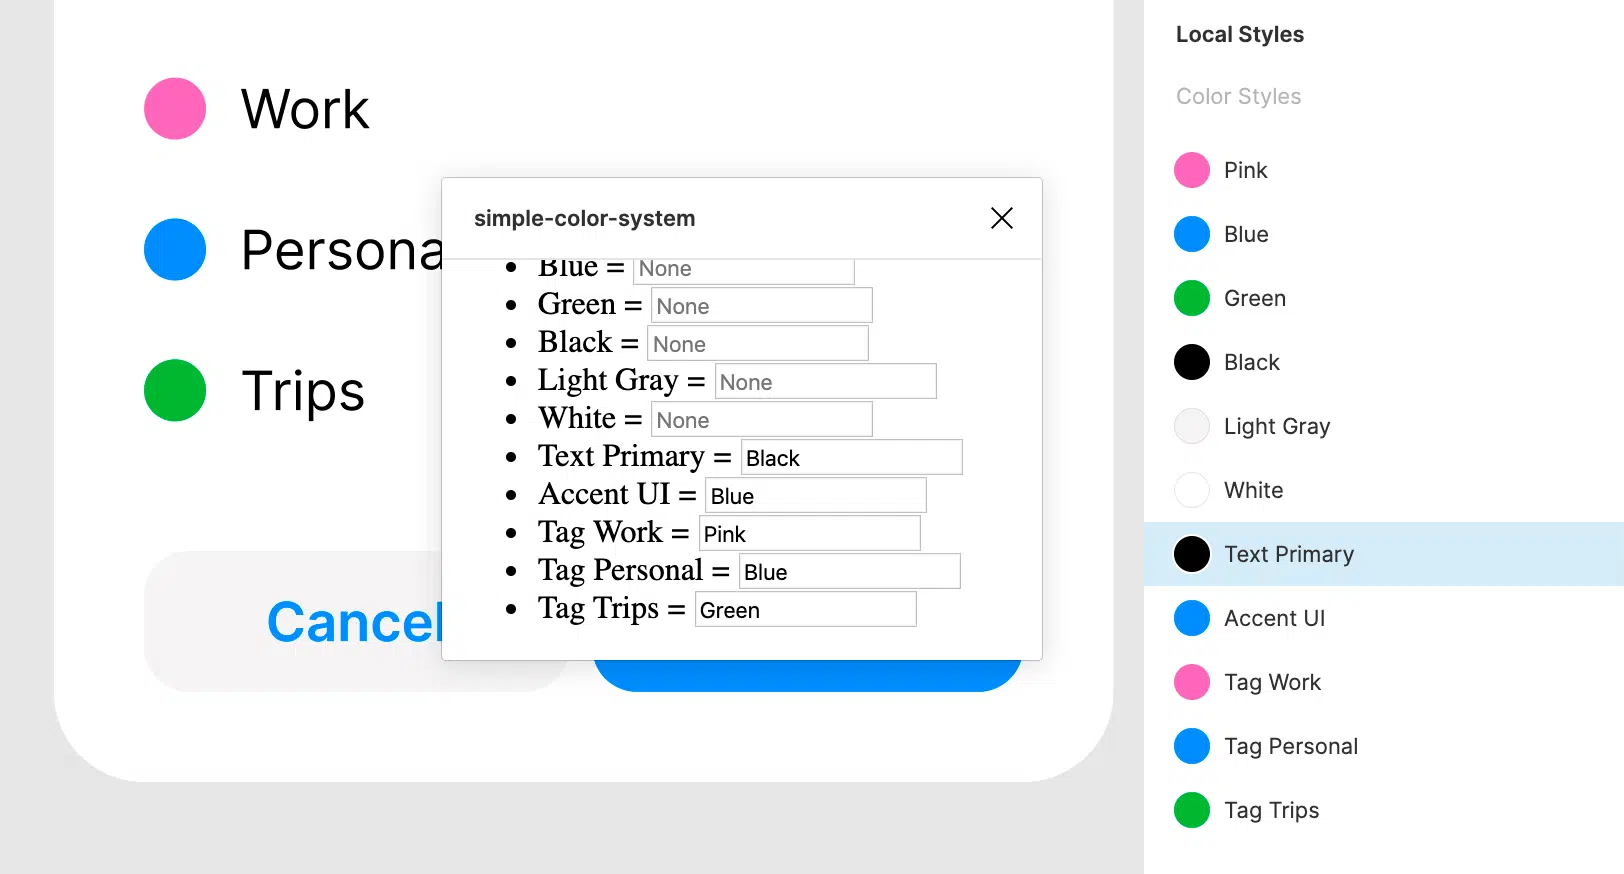 Work
Persona
Trips
Cancel
simple-color-system
Blue = None
Green = None
Black = None
Light Gray = None
White = None
Text Primary = Black
Accent UI = Blue
Tag Work = Pink
Tag Personal = Blue
Tag Trips = Green
Local Styles
Color Styles
Pink
Blue
Green
Black
Light Gray
White
Text Primary
Accent UI
Tag Work
Tag Personal
Tag Trips